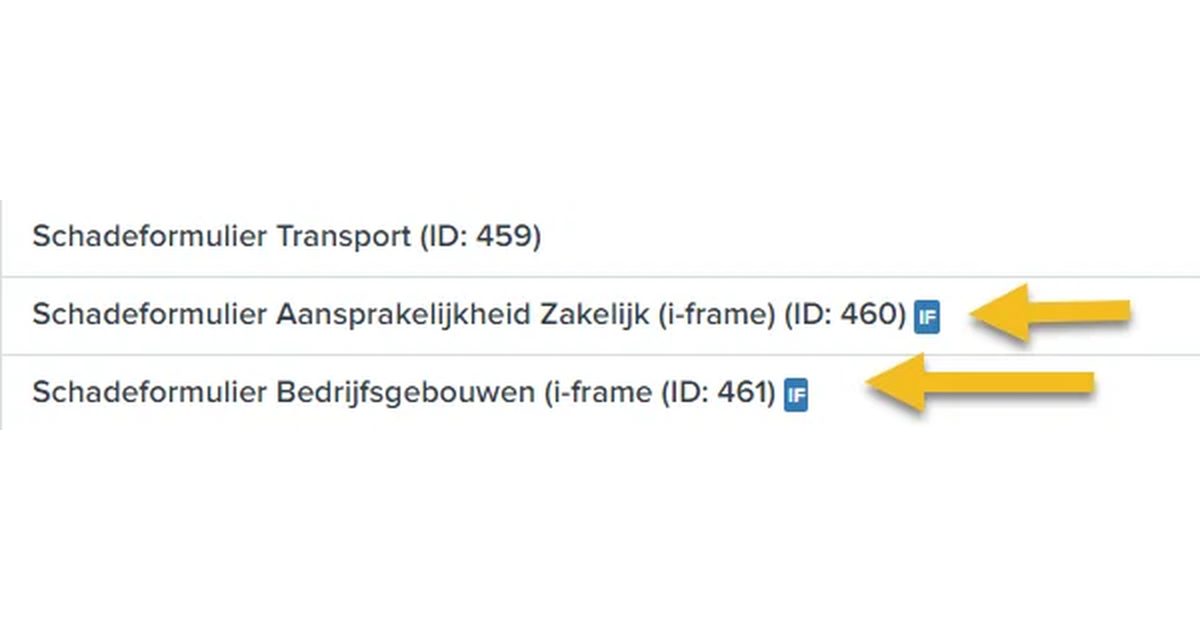 Schadeformulier Transport (ID: 459)
Schadeformulier Aansprakelijkheid Zakelijk (i-frame) (ID: 460) IF
Schadeformulier Bedrijfsgebouwen (i-frame (ID: 461) IF